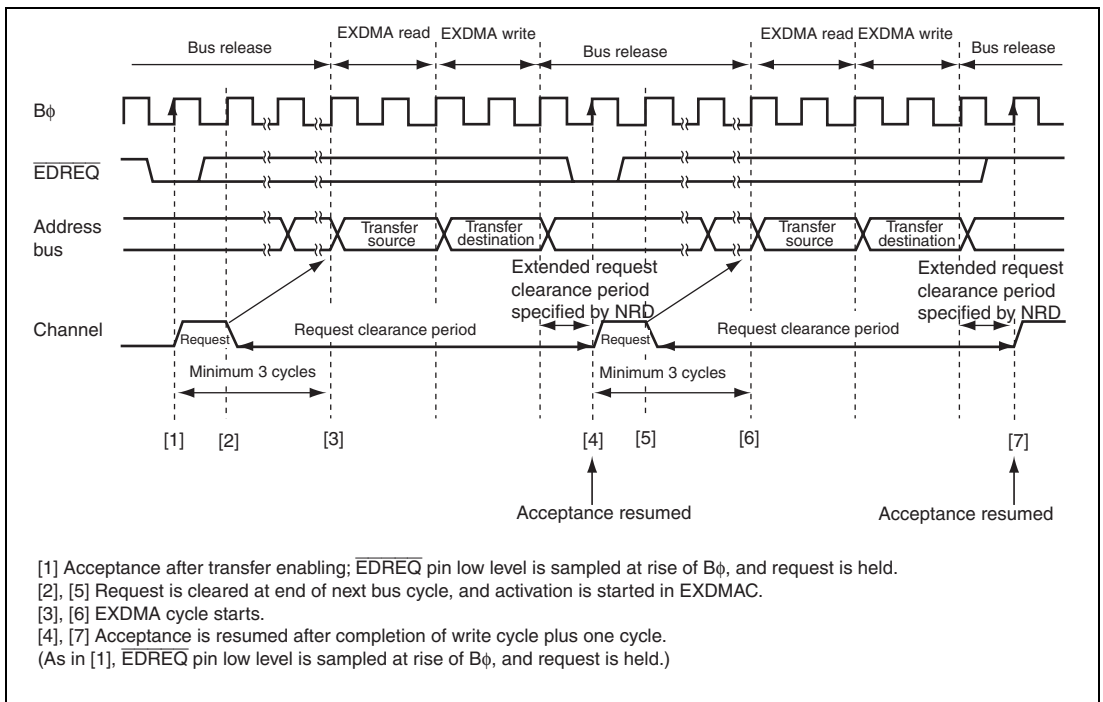 Bus release
EXDMA read
EXDMA write
Bus release
EXDMA read
EXDMA write
Bus release
Bφ
EDREQ
Address
bus
Transfer
source
Transfer
destination
Transfer
source
Transfer
destination
Extended request
clearance period
specified by NRD
Extended request
clearance period
specified by NRD
Channel
Request
Request clearance period
Request
Request clearance period
Minimum 3 cycles
Minimum 3 cycles
[1]
[2]
[3]
[4]
[5]
[6]
[7]
Acceptance resumed
Acceptance resumed
[1] Acceptance after transfer enabling; EDREQ pin low level is sampled at rise of Bφ, and request is held.
[2], [5] Request is cleared at end of next bus cycle, and activation is started in EXDMAC.
[3], [6] EXDMA cycle starts.
[4], [7] Acceptance is resumed after completion of write cycle plus one cycle.
(As in [1], EDREQ pin low level is sampled at rise of Bφ, and request is held.)